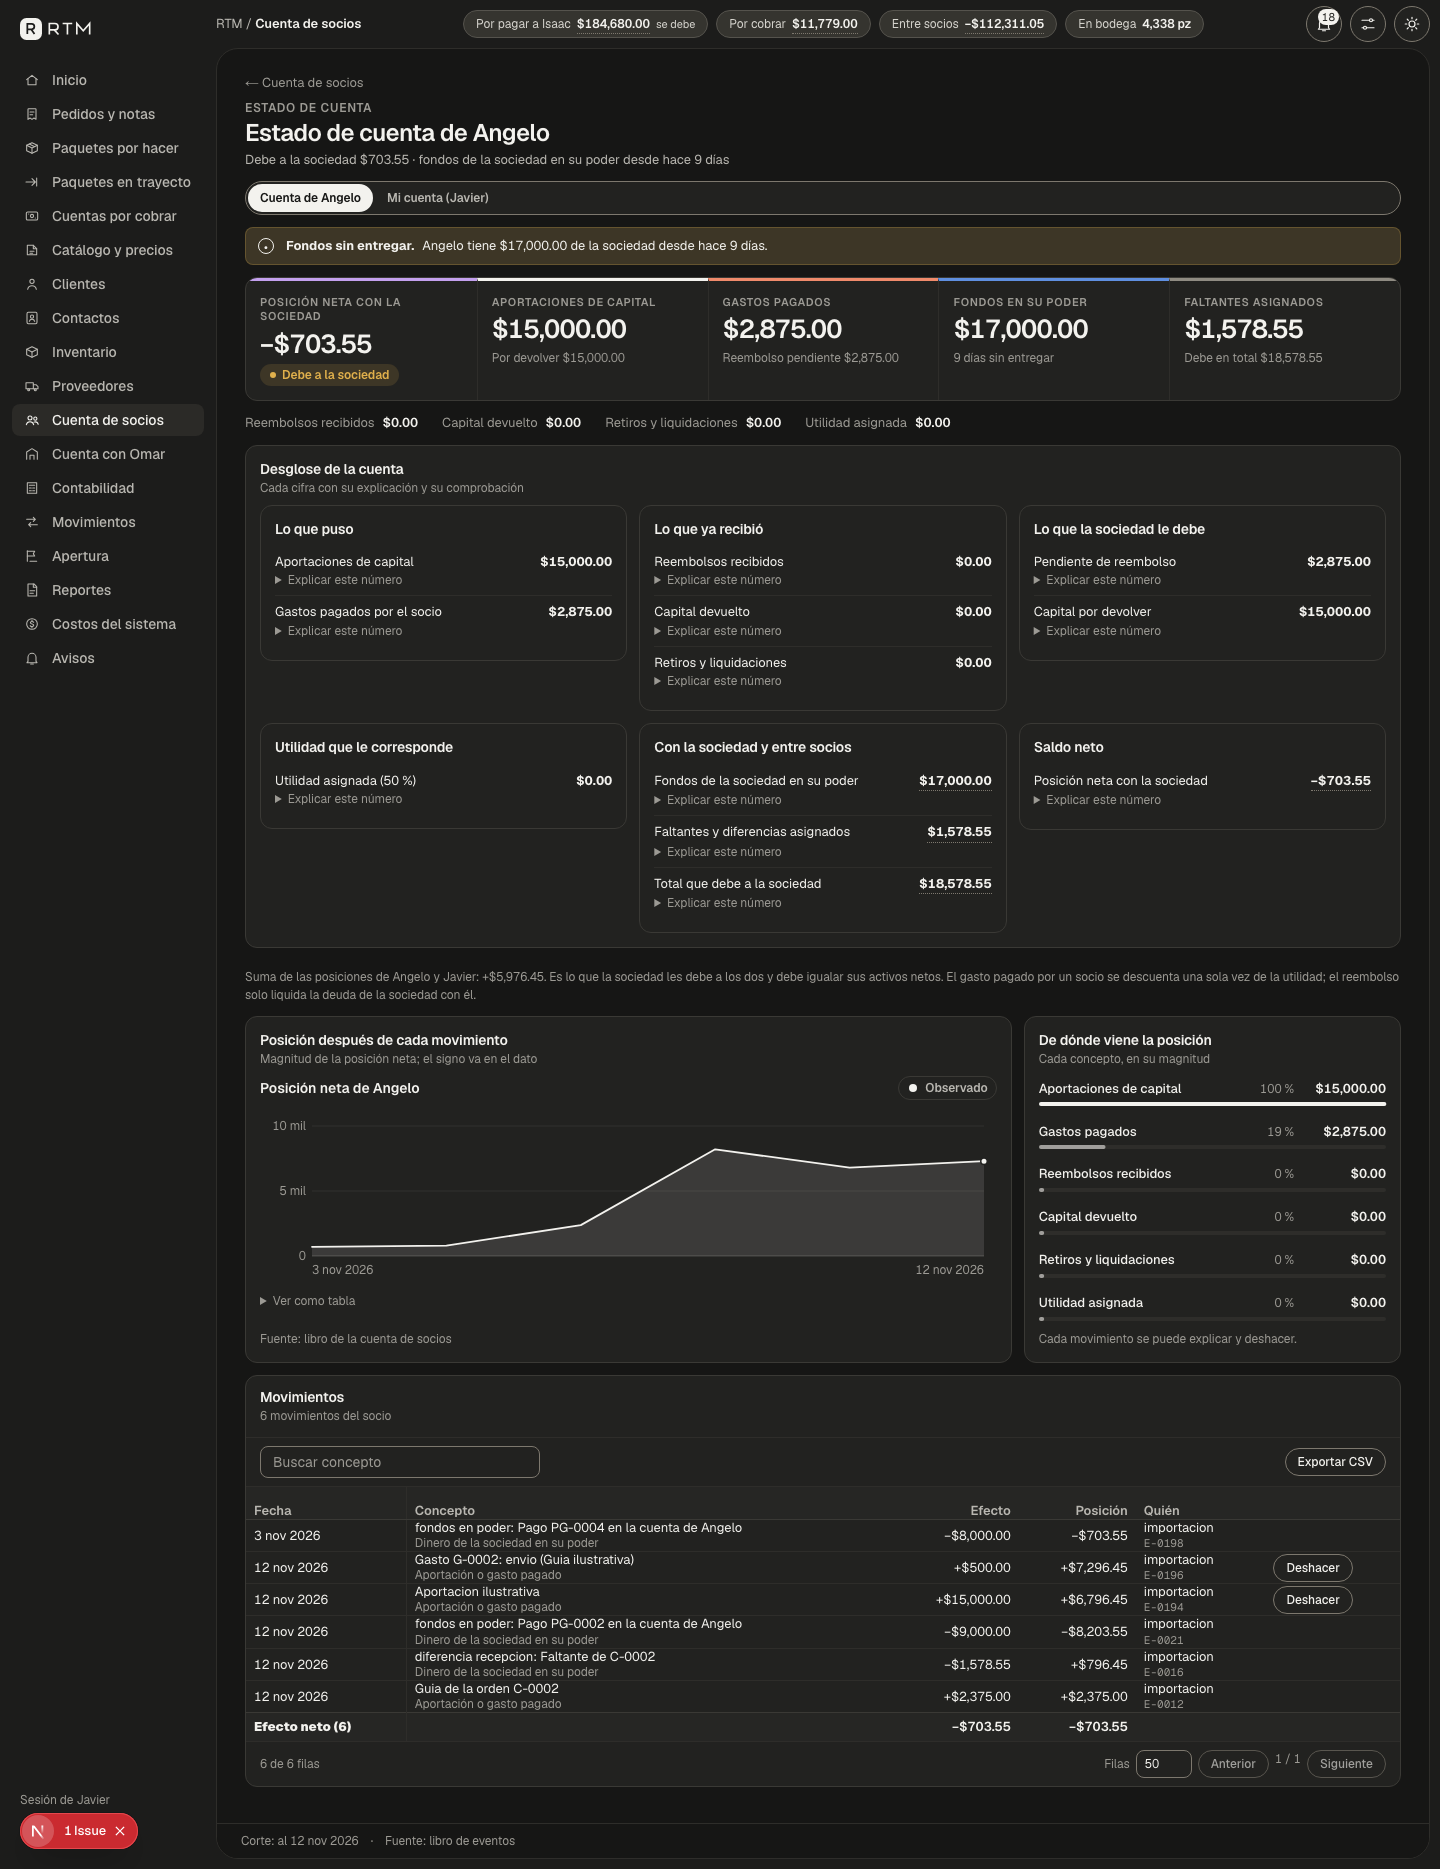 R RTM
RTM / Cuenta de socios
Por pagar a Isaac $184,680.00 se debe
Por cobrar $11,779.00
Entre socios −$112,311.05
En bodega 4,338 pz
18
Inicio
Pedidos y notas
Paquetes por hacer
Paquetes en trayecto
Cuentas por cobrar
Catálogo y precios
Clientes
Contactos
Inventario
Proveedores
Cuenta de socios
Cuenta con Omar
Contabilidad
Movimientos
Apertura
Reportes
Costos del sistema
Avisos
Sesión de Javier
N 1 Issue ×
← Cuenta de socios
ESTADO DE CUENTA
Estado de cuenta de Angelo
Debe a la sociedad $703.55 · fondos de la sociedad en su poder desde hace 9 días
Cuenta de Angelo Mi cuenta (Javier)
Fondos sin entregar. Angelo tiene $17,000.00 de la sociedad desde hace 9 días.
POSICIÓN NETA CON LA
SOCIEDAD
−$703.55
Debe a la sociedad
APORTACIONES DE CAPITAL
$15,000.00
Por devolver $15,000.00
GASTOS PAGADOS
$2,875.00
Reembolso pendiente $2,875.00
FONDOS EN SU PODER
$17,000.00
9 días sin entregar
FALTANTES ASIGNADOS
$1,578.55
Debe en total $18,578.55
Reembolsos recibidos $0.00 Capital devuelto $0.00 Retiros y liquidaciones $0.00 Utilidad asignada $0.00
Desglose de la cuenta
Cada cifra con su explicación y su comprobación
Lo que puso
Aportaciones de capital $15,000.00
▶ Explicar este número
Gastos pagados por el socio $2,875.00
▶ Explicar este número
Lo que ya recibió
Reembolsos recibidos $0.00
▶ Explicar este número
Capital devuelto $0.00
▶ Explicar este número
Retiros y liquidaciones $0.00
▶ Explicar este número
Lo que la sociedad le debe
Pendiente de reembolso $2,875.00
▶ Explicar este número
Capital por devolver $15,000.00
▶ Explicar este número
Utilidad que le corresponde
Utilidad asignada (50 %) $0.00
▶ Explicar este número
Con la sociedad y entre socios
Fondos de la sociedad en su poder $17,000.00
▶ Explicar este número
Faltantes y diferencias asignados $1,578.55
▶ Explicar este número
Total que debe a la sociedad $18,578.55
▶ Explicar este número
Saldo neto
Posición neta con la sociedad −$703.55
▶ Explicar este número
Suma de las posiciones de Angelo y Javier: +$5,976.45. Es lo que la sociedad les debe a los dos y debe igualar sus activos netos. El gasto pagado por un socio se descuenta una sola vez de la utilidad; el reembolso
solo liquida la deuda de la sociedad con él.
Posición después de cada movimiento
Magnitud de la posición neta; el signo va en el dato
Posición neta de Angelo
Observado
10 mil
5 mil
0
3 nov 2026 12 nov 2026
▶ Ver como tabla
Fuente: libro de la cuenta de socios
De dónde viene la posición
Cada concepto, en su magnitud
Aportaciones de capital 100 % $15,000.00
Gastos pagados 19 % $2,875.00
Reembolsos recibidos 0 % $0.00
Capital devuelto 0 % $0.00
Retiros y liquidaciones 0 % $0.00
Utilidad asignada 0 % $0.00
Cada movimiento se puede explicar y deshacer.
Movimientos
6 movimientos del socio
Buscar concepto
Exportar CSV
Fecha Concepto Efecto Posición Quién
3 nov 2026 fondos en poder: Pago PG-0004 en la cuenta de Angelo −$8,000.00 −$703.55 importacion
Dinero de la sociedad en su poder E-0198
12 nov 2026 Gasto G-0002: envio (Guia ilustrativa) +$500.00 +$7,296.45 importacion Deshacer
Aportación o gasto pagado E-0196
12 nov 2026 Aportacion ilustrativa +$15,000.00 +$6,796.45 importacion Deshacer
Aportación o gasto pagado E-0194
12 nov 2026 fondos en poder: Pago PG-0002 en la cuenta de Angelo −$9,000.00 −$8,203.55 importacion
Dinero de la sociedad en su poder E-0021
12 nov 2026 diferencia recepcion: Faltante de C-0002 −$1,578.55 +$796.45 importacion
Dinero de la sociedad en su poder E-0016
12 nov 2026 Guia de la orden C-0002 +$2,375.00 +$2,375.00 importacion
Aportación o gasto pagado E-0012
Efecto neto (6) −$703.55 −$703.55
6 de 6 filas
Filas 50 Anterior 1 / 1 Siguiente
Corte: al 12 nov 2026 · Fuente: libro de eventos